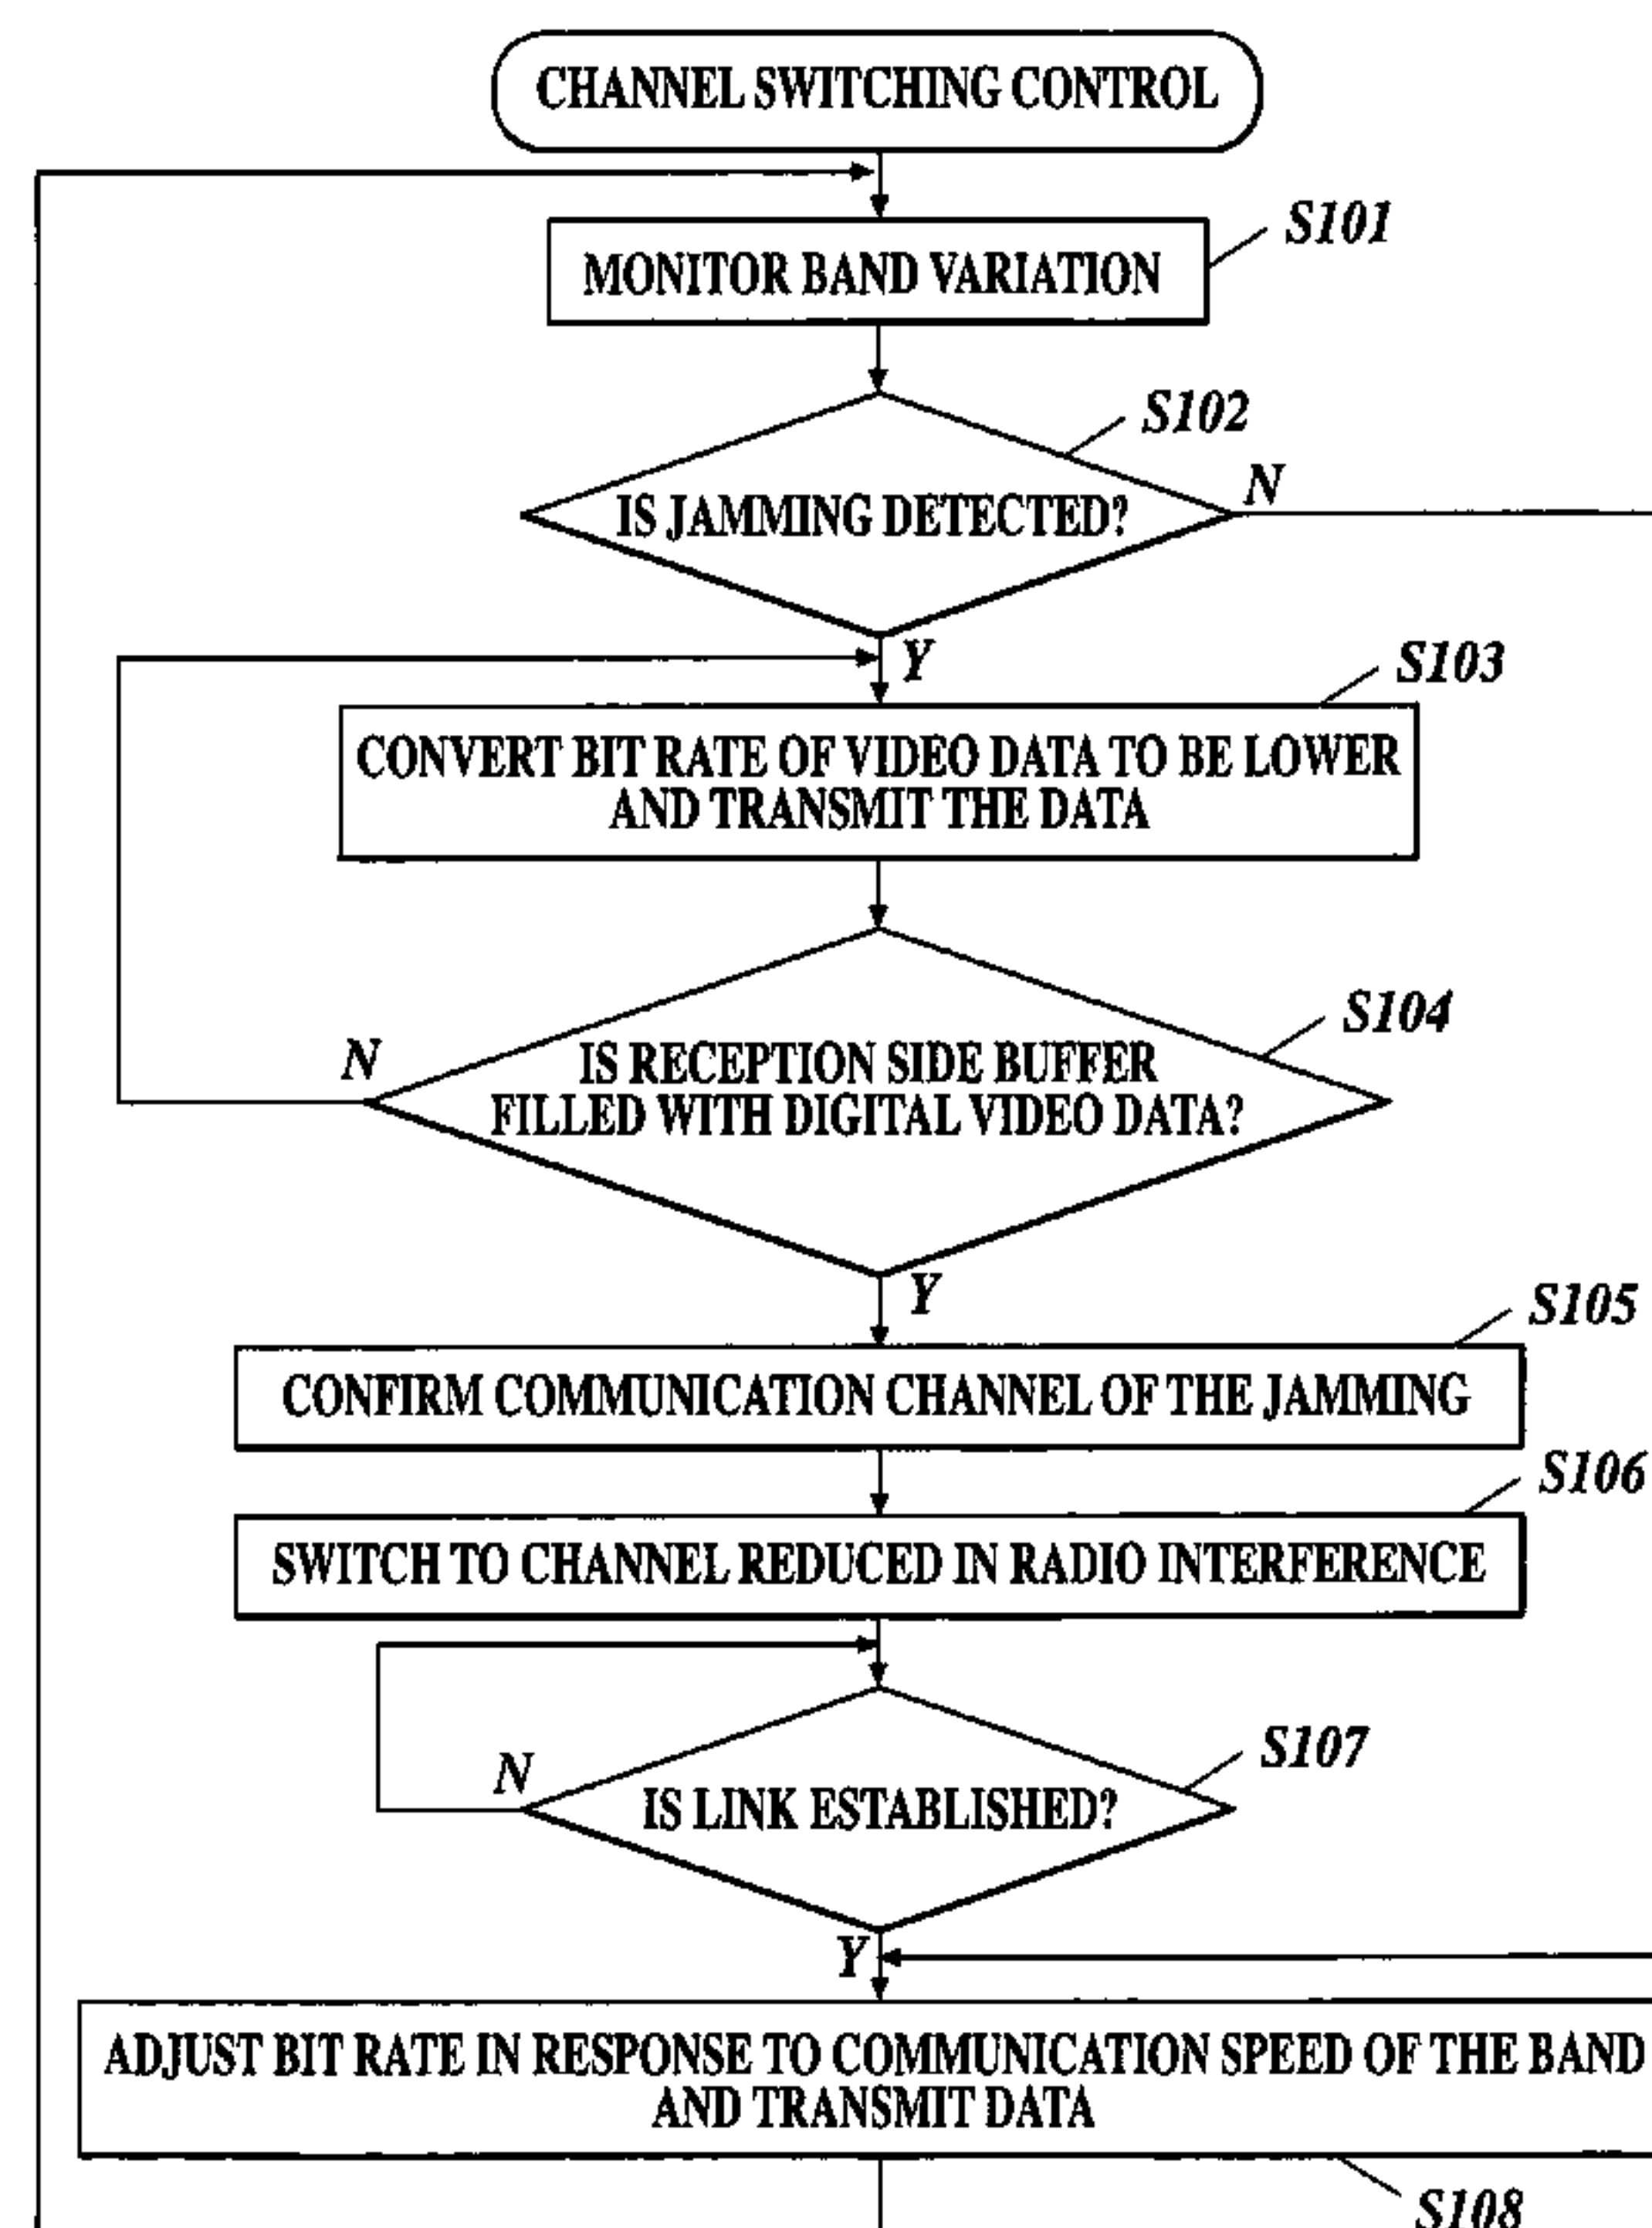 CHANNEL SWITCHING CONTROL
S101
MONITOR BAND VARIATION
S102
N
IS JAMMING DETECTED?
Y
S103
CONVERT BIT RATE OF VIDEO DATA TO BE LOWER
AND TRANSMIT THE DATA
S104
N
IS RECEPTION SIDE BUFFER
FILLED WITH DIGITAL VIDEO DATA?
Y
S105
CONFIRM COMMUNICATION CHANNEL OF THE JAMMING
S106
SWITCH TO CHANNEL REDUCED IN RADIO INTERFERENCE
S107
N
IS LINK ESTABLISHED?
Y
ADJUST BIT RATE IN RESPONSE TO COMMUNICATION SPEED OF THE BAND
AND TRANSMIT DATA
S108